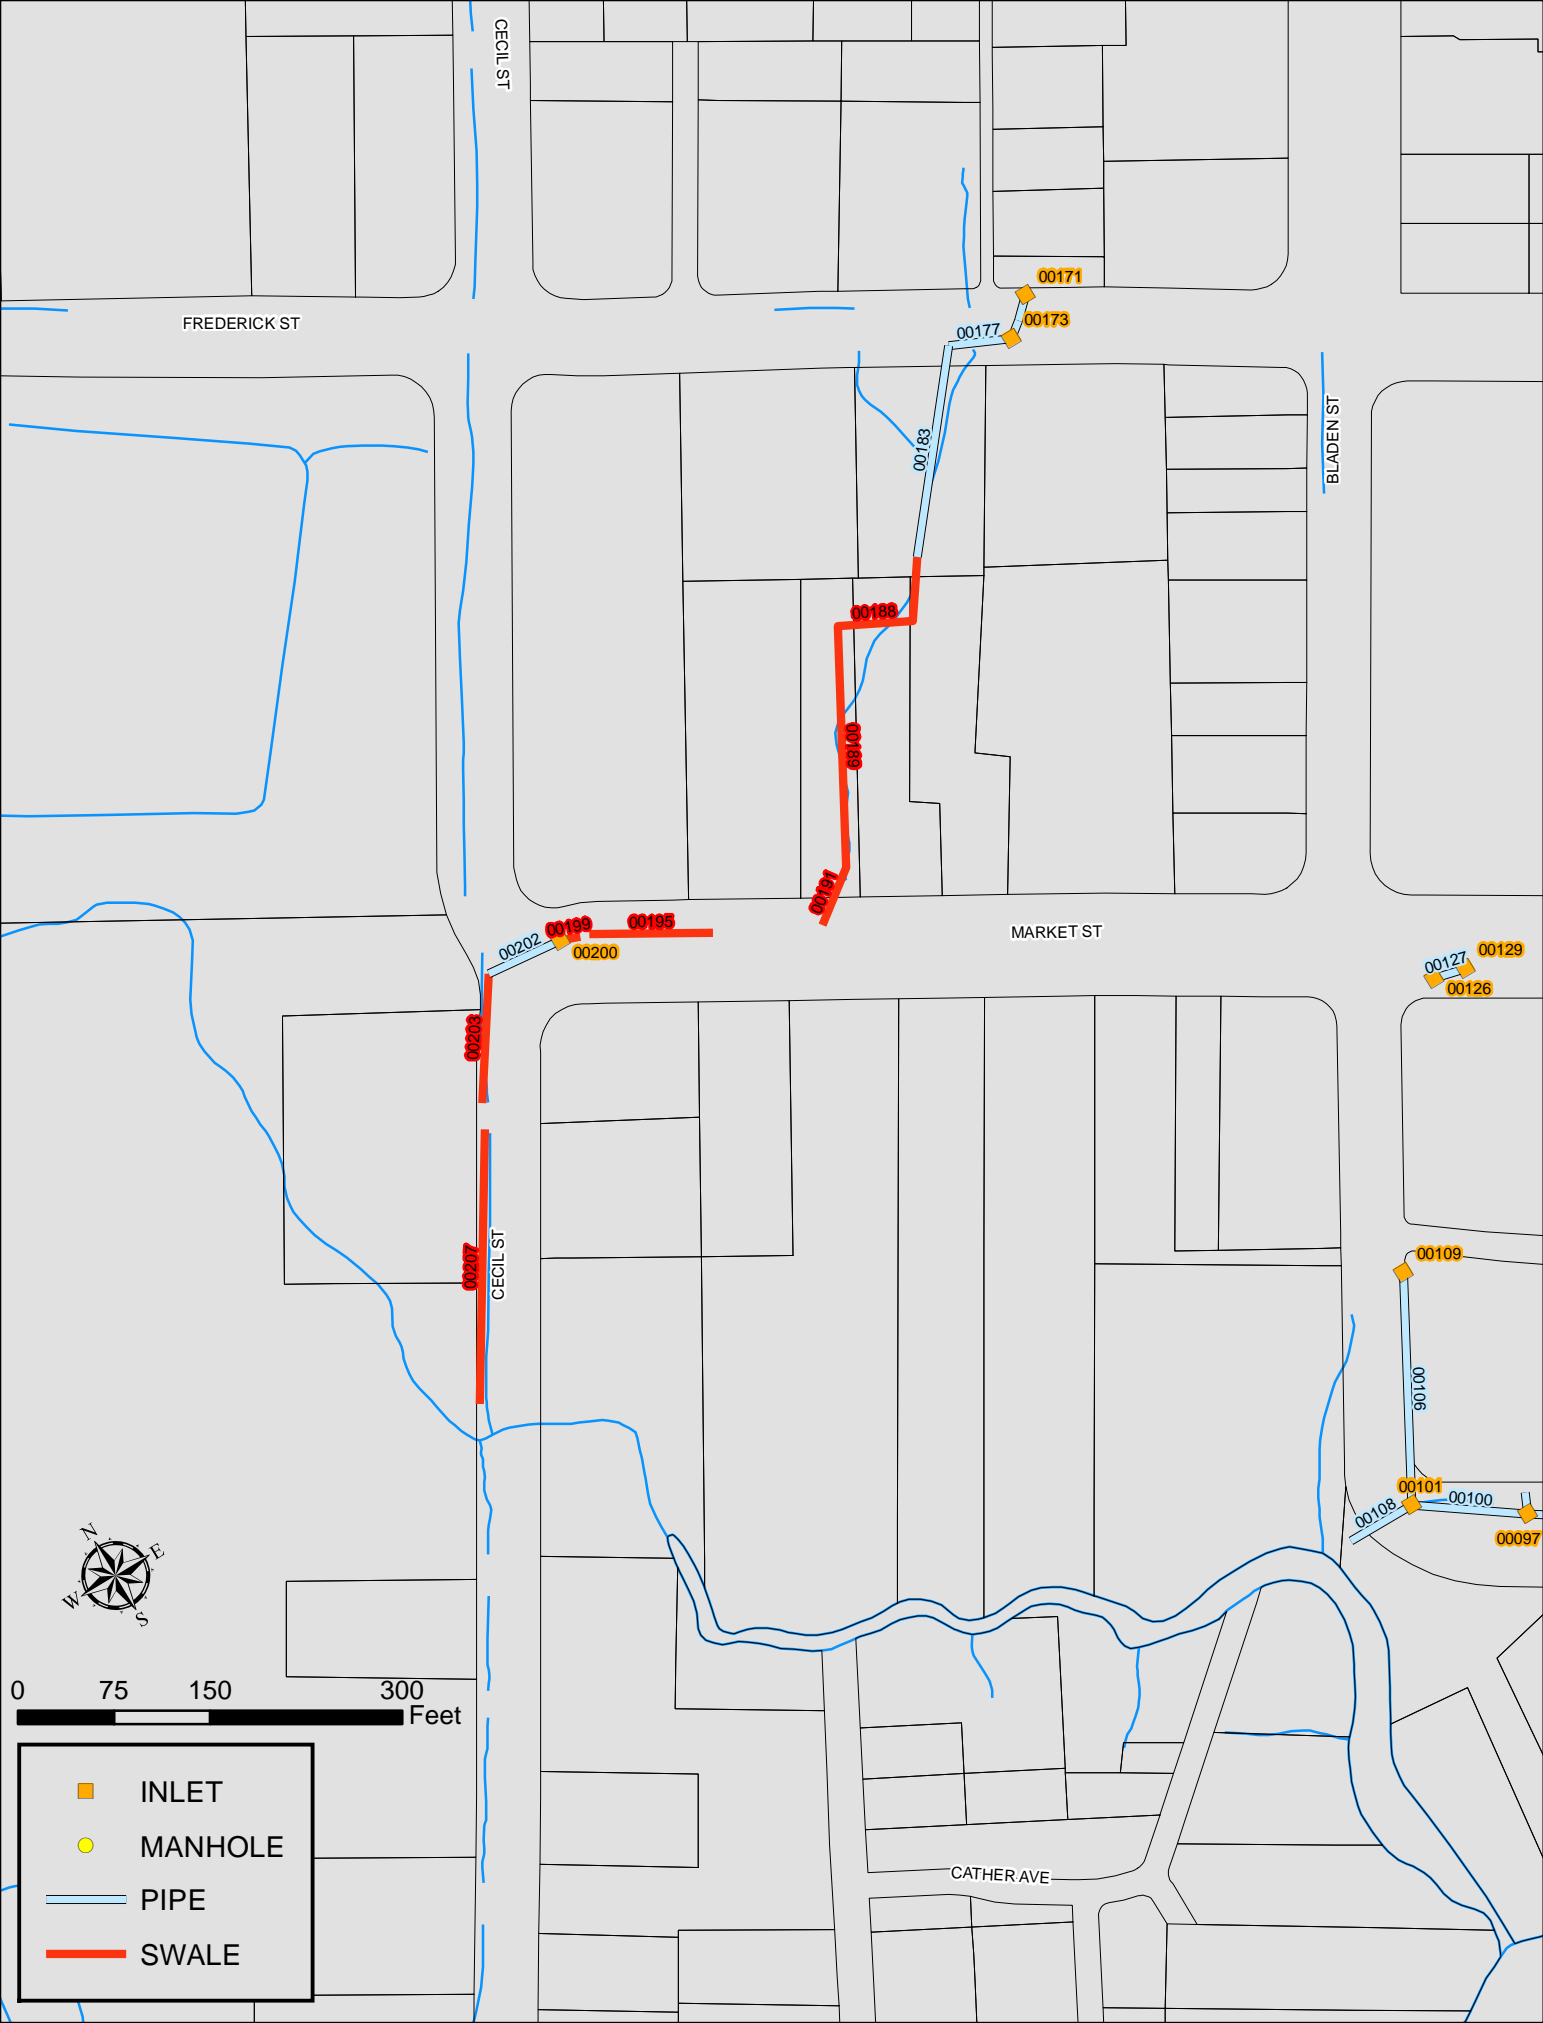 CECIL ST
00171
FREDERICK ST
00173
00177
BLADEN ST
00183
00188
00189
00191
00199
00195
MARKET ST
00202
00200
00129
00127
00126
00203
00207
CECIL ST
00109
00106
00101
00100
00108
00097
N
E
W
S
0 75 150 300
Feet
INLET
MANHOLE
PIPE
SWALE
CATHER AVE